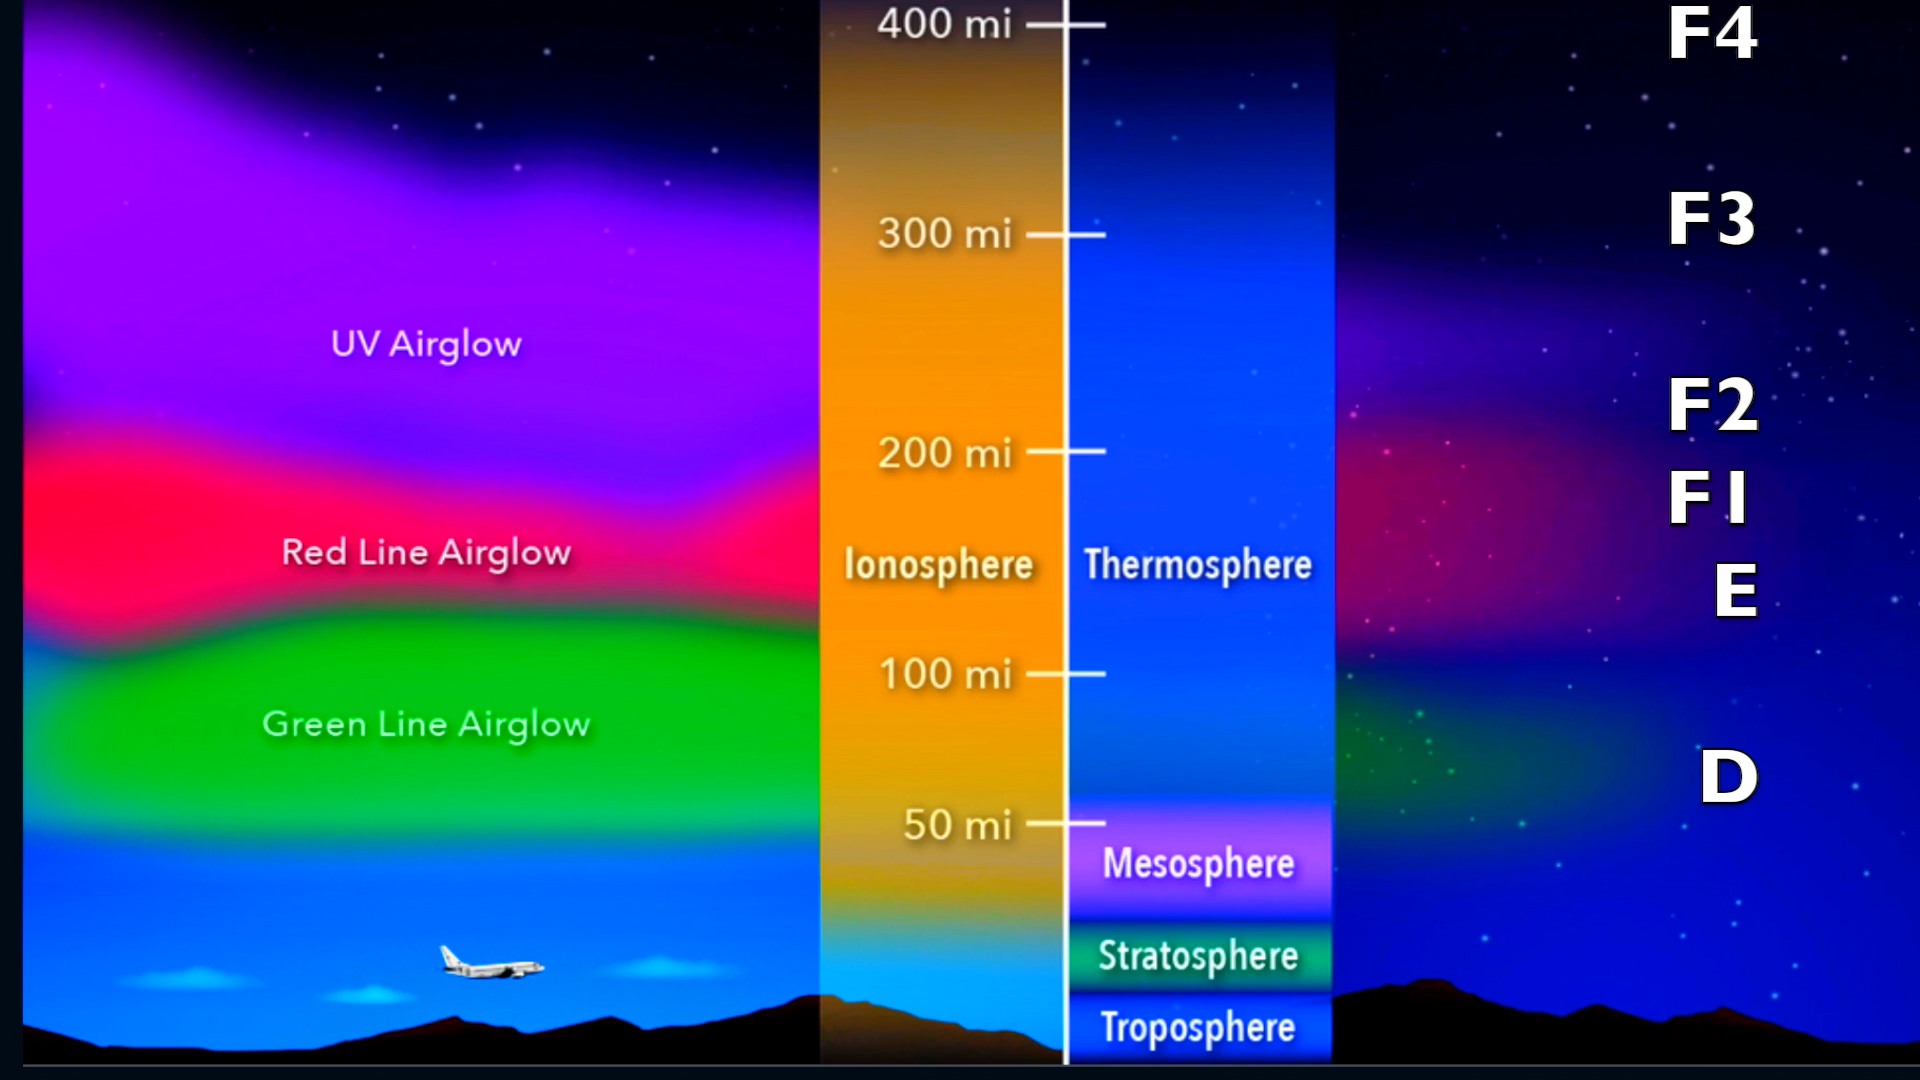 400 mi
F4
300 mi
F3
UV Airglow
F2
200 mi
F1
Red Line Airglow
Ionosphere
Thermosphere
E
100 mi
Green Line Airglow
D
50 mi
Mesosphere
Stratosphere
Troposphere